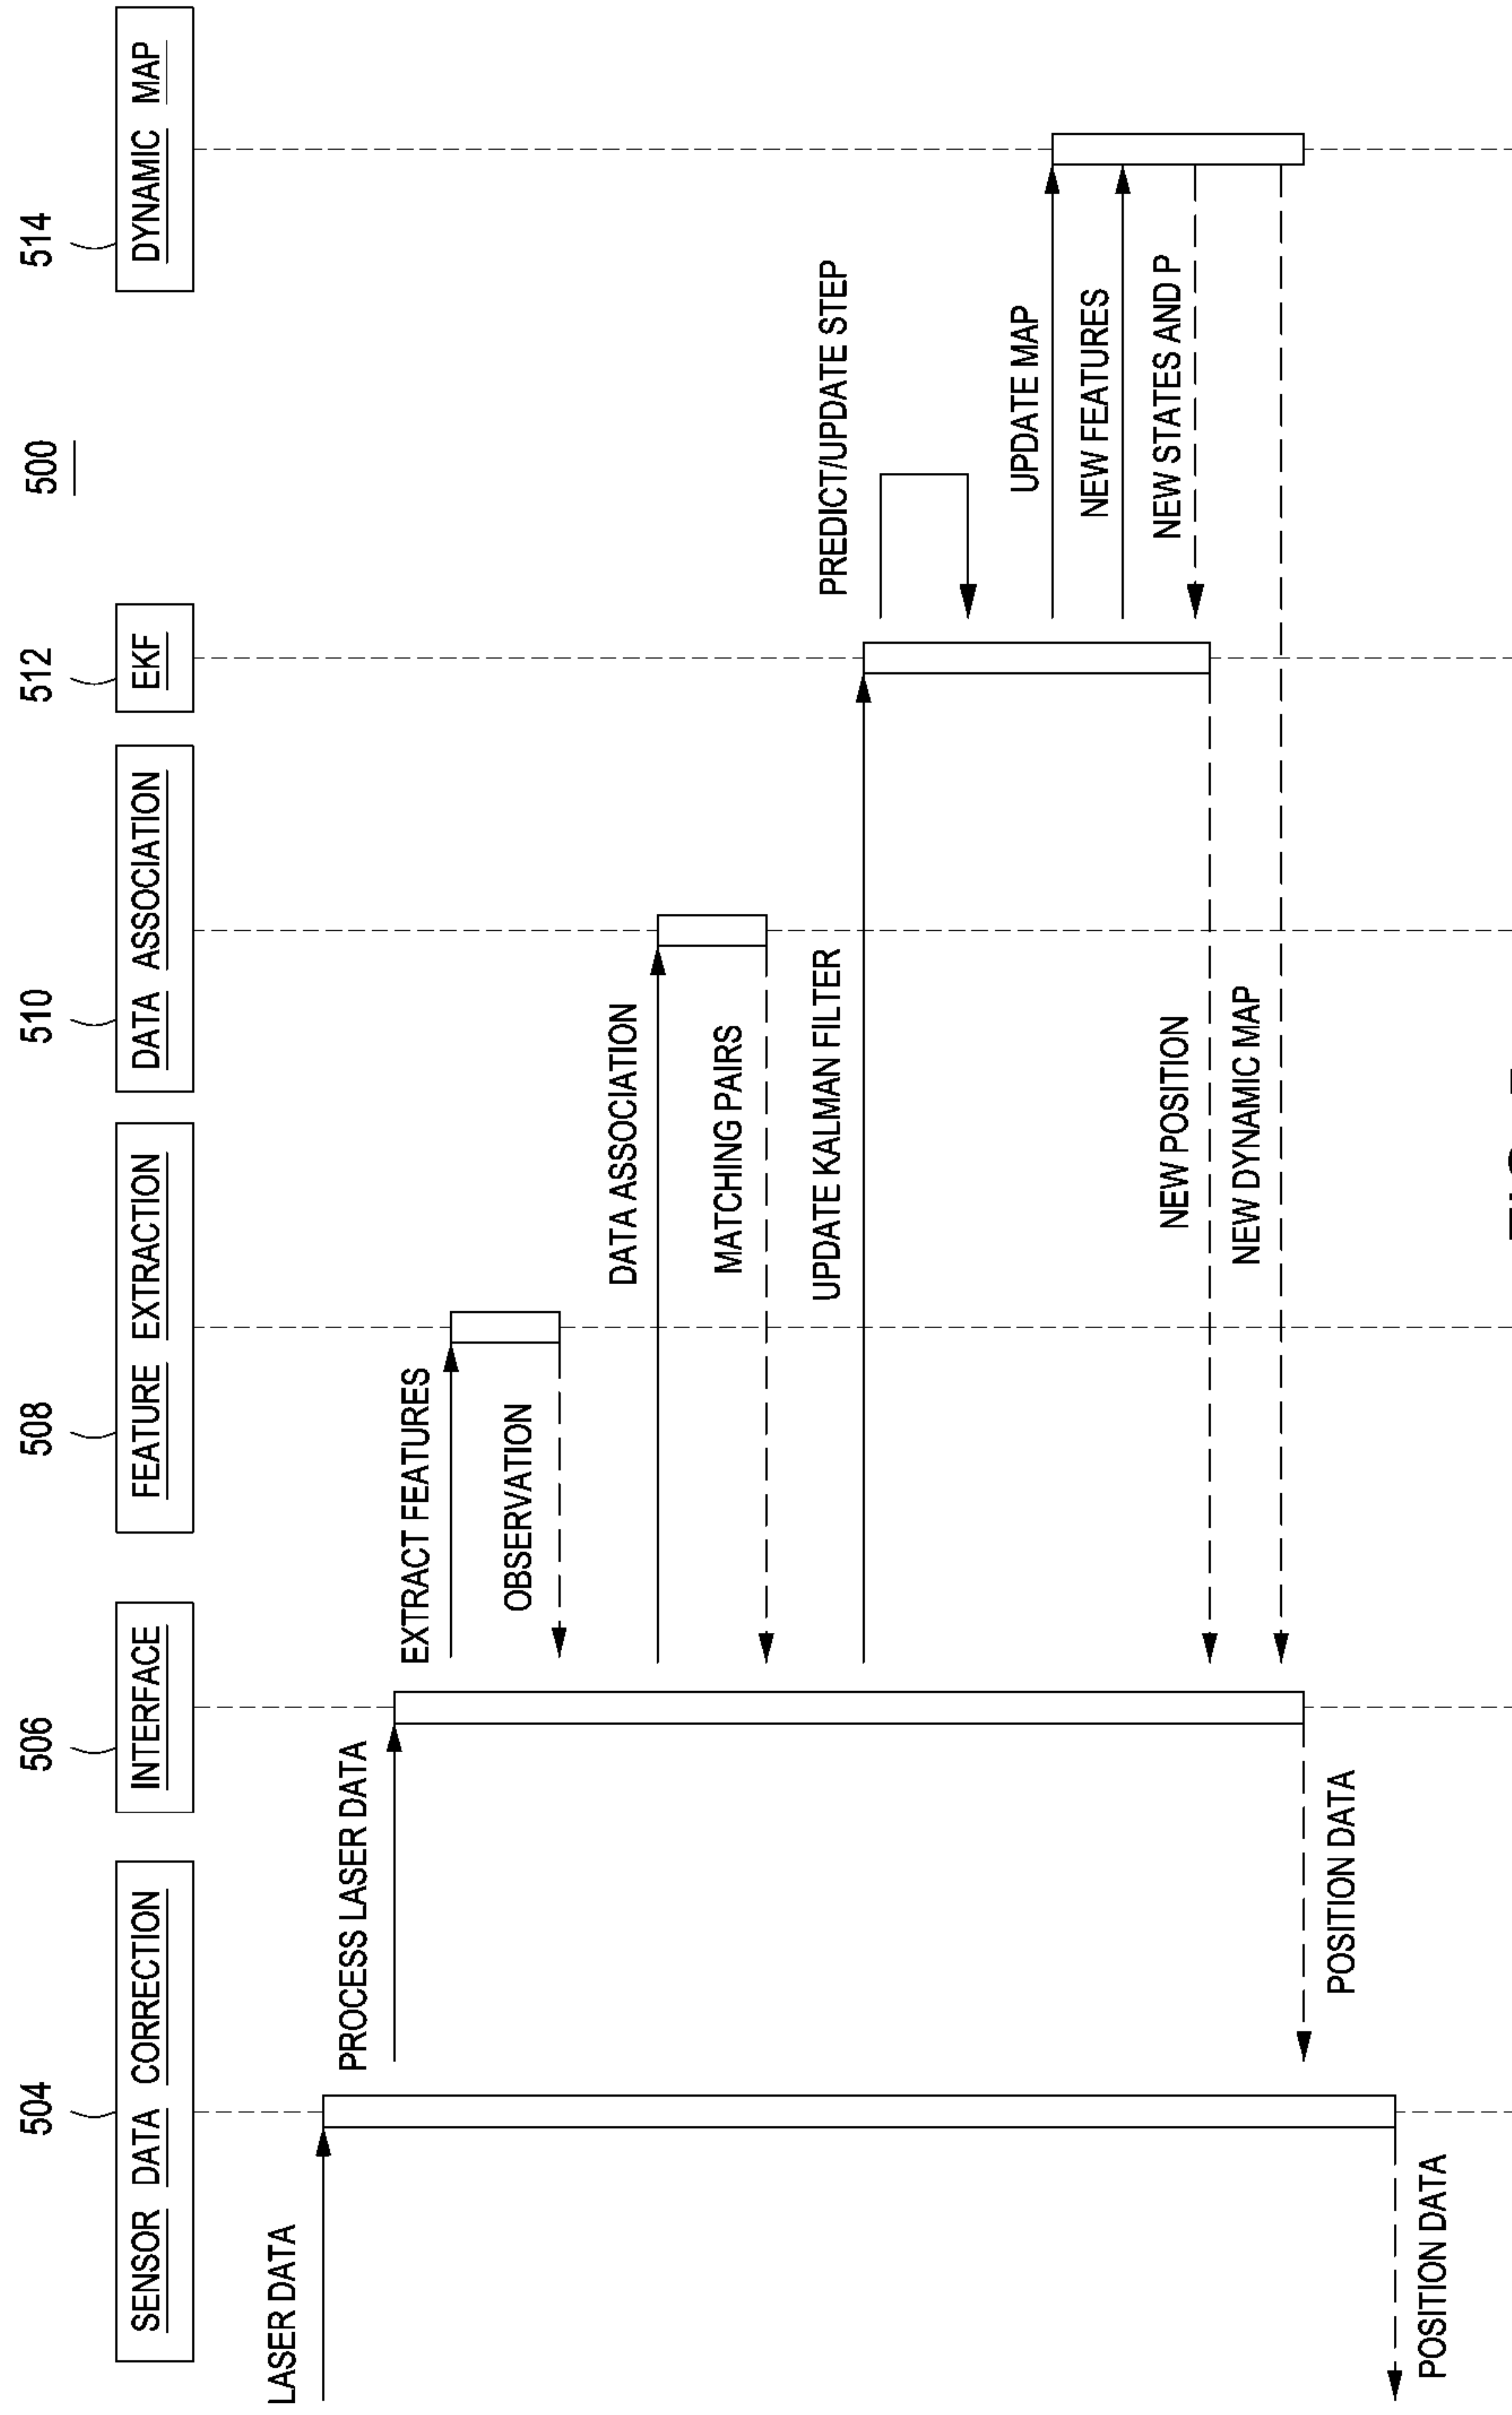 500
504
506
508
510
512
514
SENSOR DATA CORRECTION
INTERFACE
FEATURE EXTRACTION
DATA ASSOCIATION
EKF
DYNAMIC MAP
LASER DATA
PROCESS LASER DATA
EXTRACT FEATURES
OBSERVATION
DATA ASSOCIATION
MATCHING PAIRS
UPDATE KALMAN FILTER
PREDICT/UPDATE STEP
UPDATE MAP
NEW FEATURES
NEW STATES AND P
NEW POSITION
NEW DYNAMIC MAP
POSITION DATA
POSITION DATA